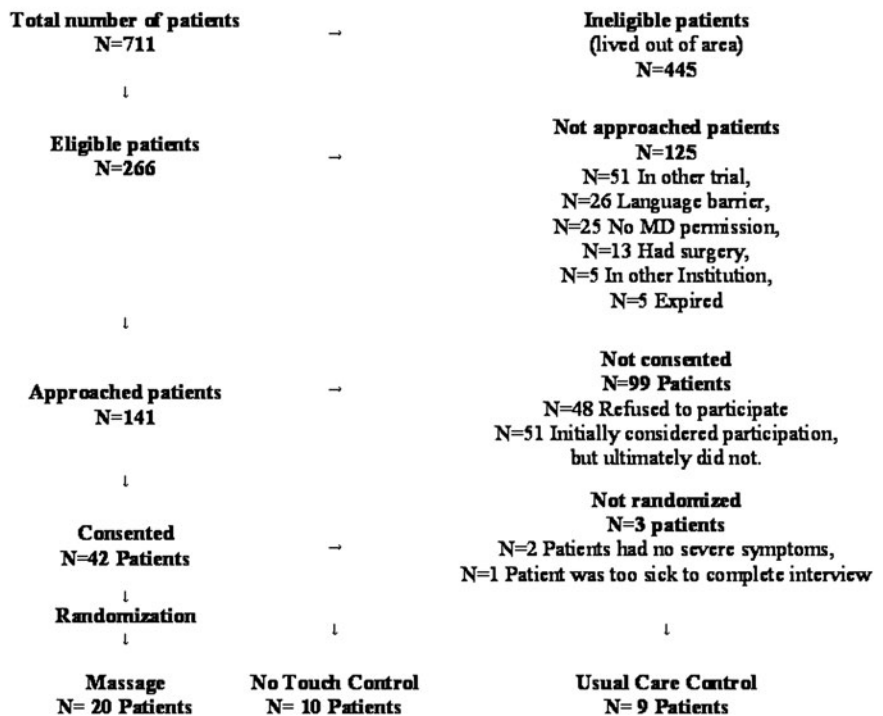 Total number of patients
N=711
→
Ineligible patients
(lived out of area)
N=445
↓
Eligible patients
N=266
→
Not approached patients
N=125
N=51 In other trial,
N=26 Language barrier,
N=25 No MD permission,
N=13 Had surgery,
N=5 In other Institution,
N=5 Expired
↓
Approached patients
N=141
→
Not consented
N=99 Patients
N=48 Refused to participate
N=51 Initially considered participation,
but ultimately did not.
↓
Consented
N=42 Patients
→
Not randomized
N=3 patients
N=2 Patients had no severe symptoms,
N=1 Patient was too sick to complete interview
↓
Randomization
↓
↓
↓
Massage
N= 20 Patients
No Touch Control
N= 10 Patients
Usual Care Control
N= 9 Patients